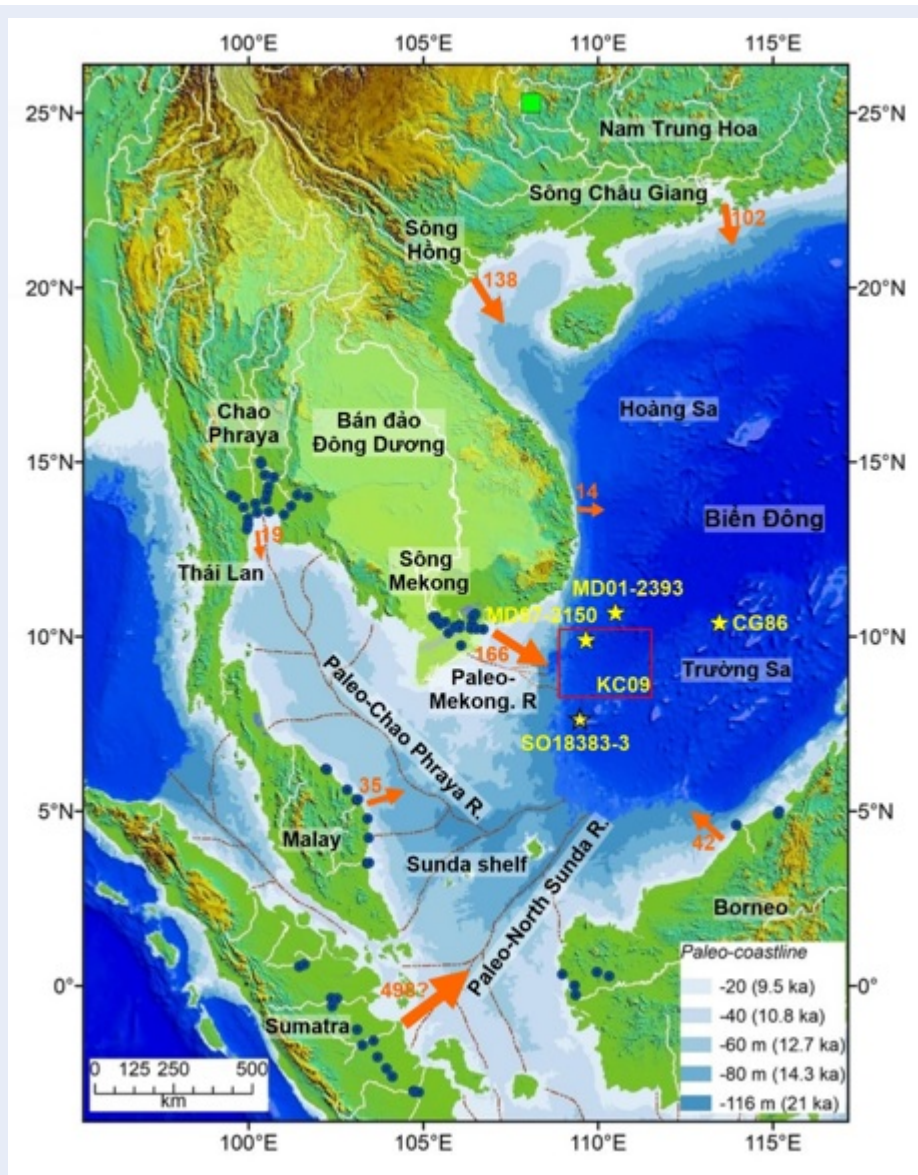 100°E 105°E 110°E 115°E
25°N
25°N
Nam Trung Hoa
Sông Châu Giang
102
Sông
Hồng
138
20°N
20°N
Hoàng Sa
Chao
Phraya
Bán đảo
Đông Dương
15°N
15°N
14
Biển Đông
19
Thái Lan
Sông
Mekong
MD01-2393
MD97-2150
10°N
10°N
CG86
166
Paleo-
Mekong. R
Trường Sa
KC09
SO18383-3
Paleo-Chao Phraya R.
35
5°N
5°N
42
Malay
Sunda shelf
Paleo-North Sunda R.
Borneo
0°N
498?
Sumatra
Paleo-coastline
-20 (9.5 ka)
-40 (10.8 ka)
-60 m (12.7 ka)
-80 m (14.3 ka)
-116 m (21 ka)
0 125 250 500
km
100°E 105°E 110°E 115°E